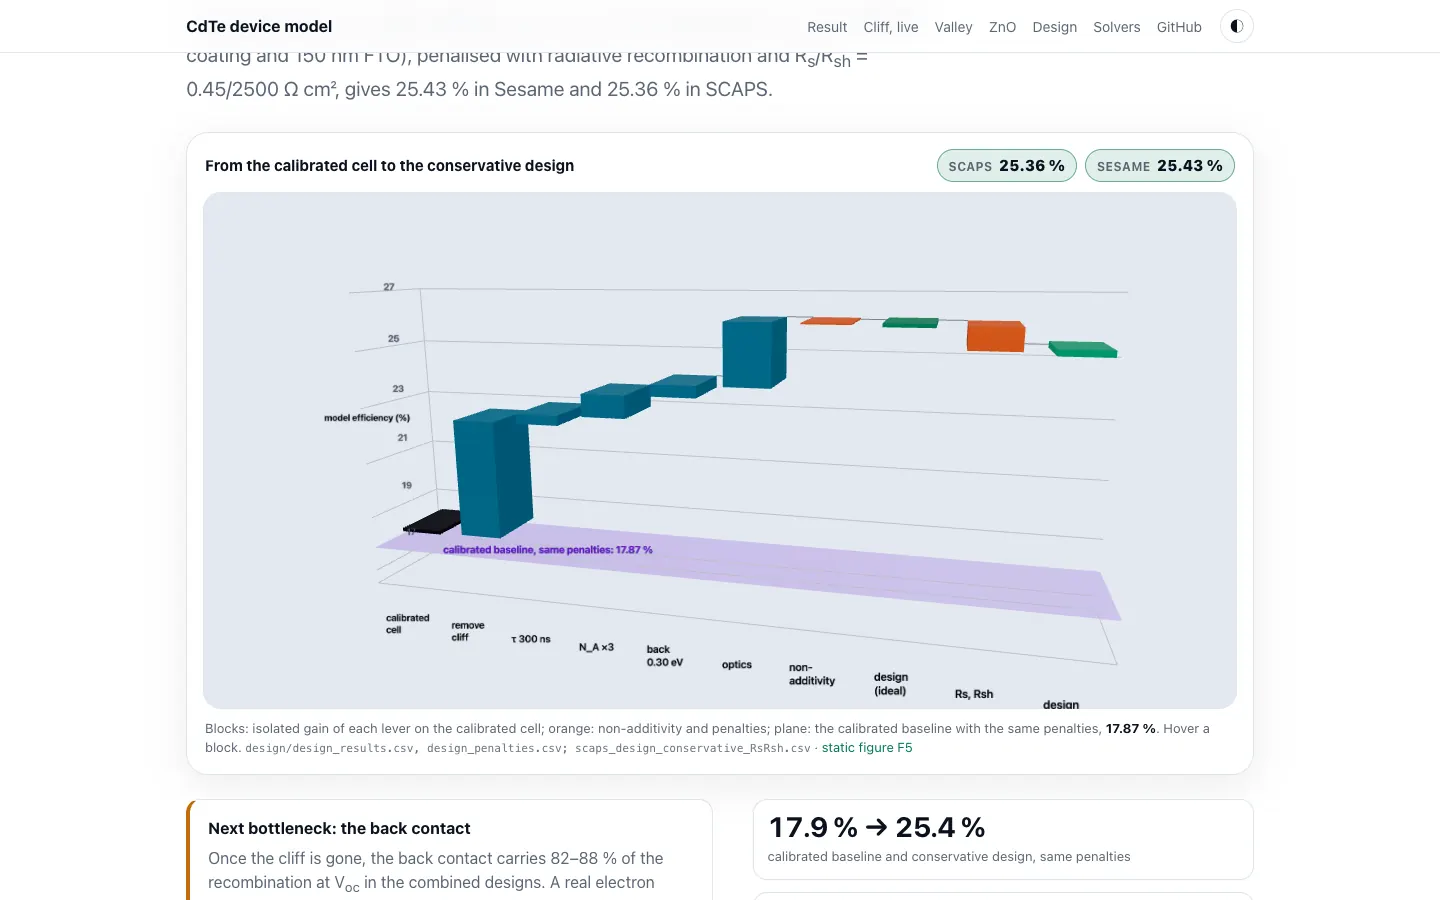 CdTe device model
Result
Cliff, live
Valley
ZnO
Design
Solvers
GitHub
coating and 150 nm FTO), penalised with radiative recombination and Rs/Rsh =
0.45/2500 Ω cm², gives 25.43 % in Sesame and 25.36 % in SCAPS.
From the calibrated cell to the conservative design
SCAPS 25.36 %
SESAME 25.43 %
27
25
23
model efficiency (%)
21
19
17
calibrated baseline, same penalties: 17.87 %
calibrated
cell
remove
cliff
τ 300 ns
N_A ×3
back
0.30 eV
optics
non-
additivity
design
(ideal)
Rs, Rsh
design
Blocks: isolated gain of each lever on the calibrated cell; orange: non-additivity and penalties; plane: the calibrated baseline with the same penalties, 17.87 %. Hover a
block. design/design_results.csv, design_penalties.csv; scaps_design_conservative_RsRsh.csv · static figure F5
Next bottleneck: the back contact
Once the cliff is gone, the back contact carries 82–88 % of the
recombination at Voc in the combined designs. A real electron
17.9 % → 25.4 %
calibrated baseline and conservative design, same penalties